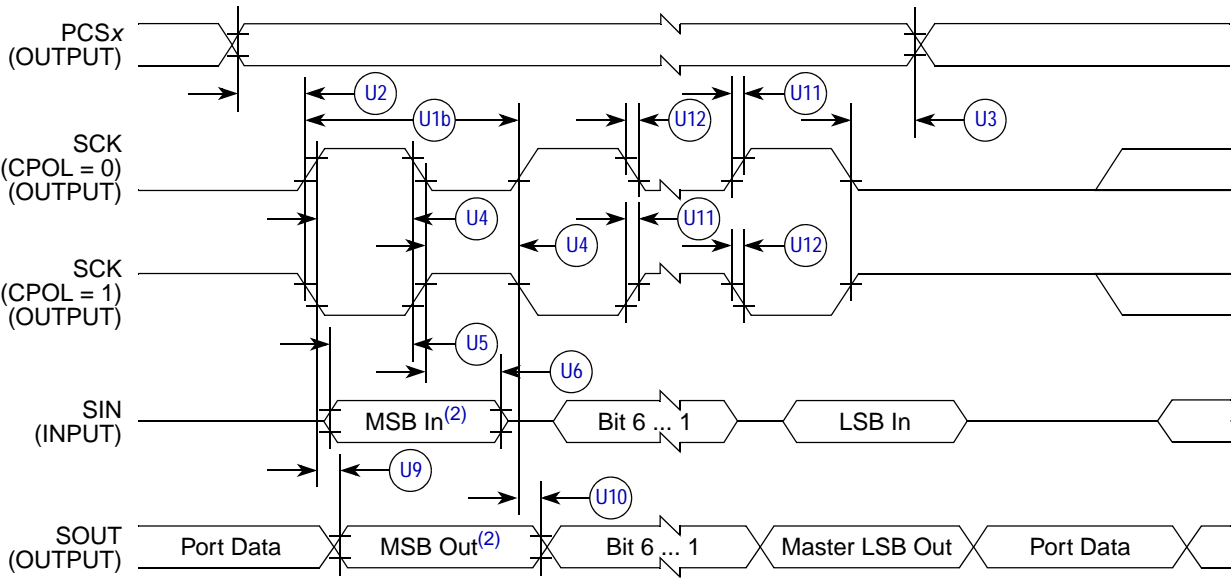 PCSx
(OUTPUT)
U2
U11
U1b
U12
U3
SCK
(CPOL = 0)
(OUTPUT)
U4
U11
U4
U12
SCK
(CPOL = 1)
(OUTPUT)
U5
U6
SIN
(INPUT)
MSB In(2)
Bit 6 ... 1
LSB In
U9
U10
SOUT
(OUTPUT)
Port Data
MSB Out(2)
Bit 6 ... 1
Master LSB Out
Port Data